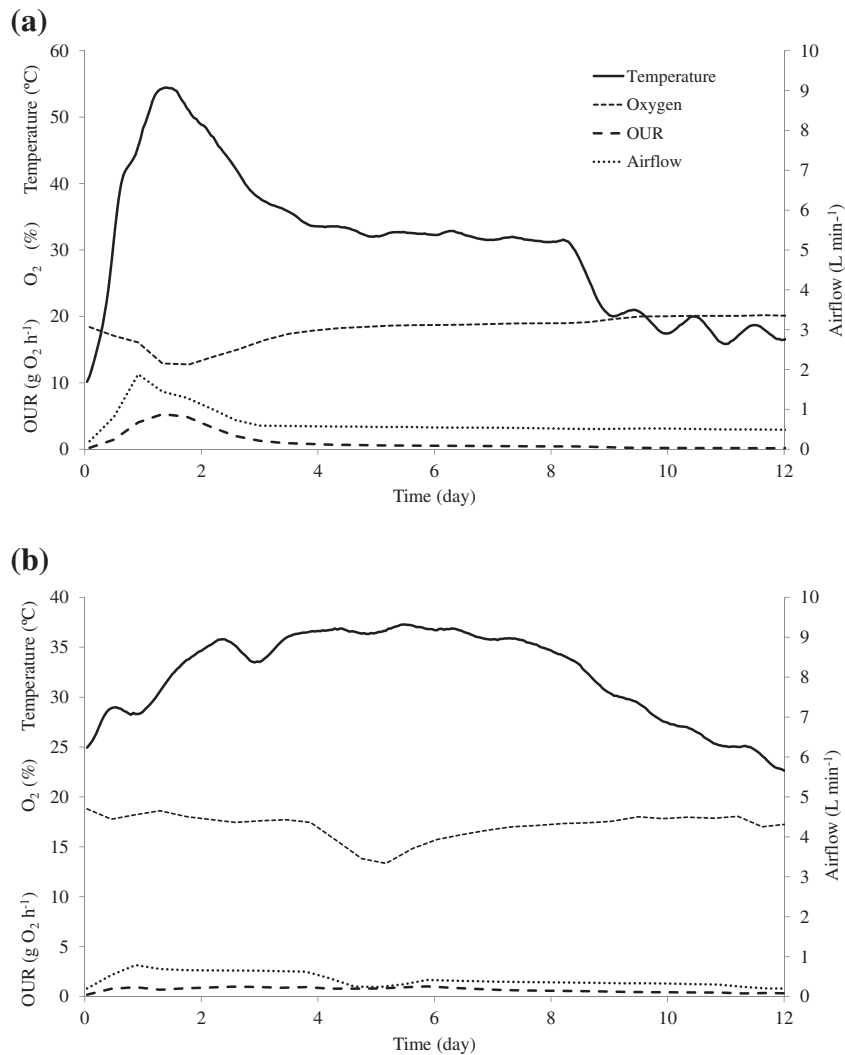 (a)
60
50
40
30
20
10
0
OUR (g O₂ h⁻¹) O₂ (%) Temperature (ºC)
10
9
8
7
6
5
4
3
2
1
0
Airflow (L min-¹)
Temperature
Oxygen
OUR
Airflow
0 2 4 6 8 10 12
Time (day)
(b)
40
35
30
25
20
15
10
5
0
OUR (g O₂ h⁻¹) O₂ (%) Temperature (ºC)
10
9
8
7
6
5
4
3
2
1
0
Airflow (L min⁻¹)
0 2 4 6 8 10 12
Time (day)